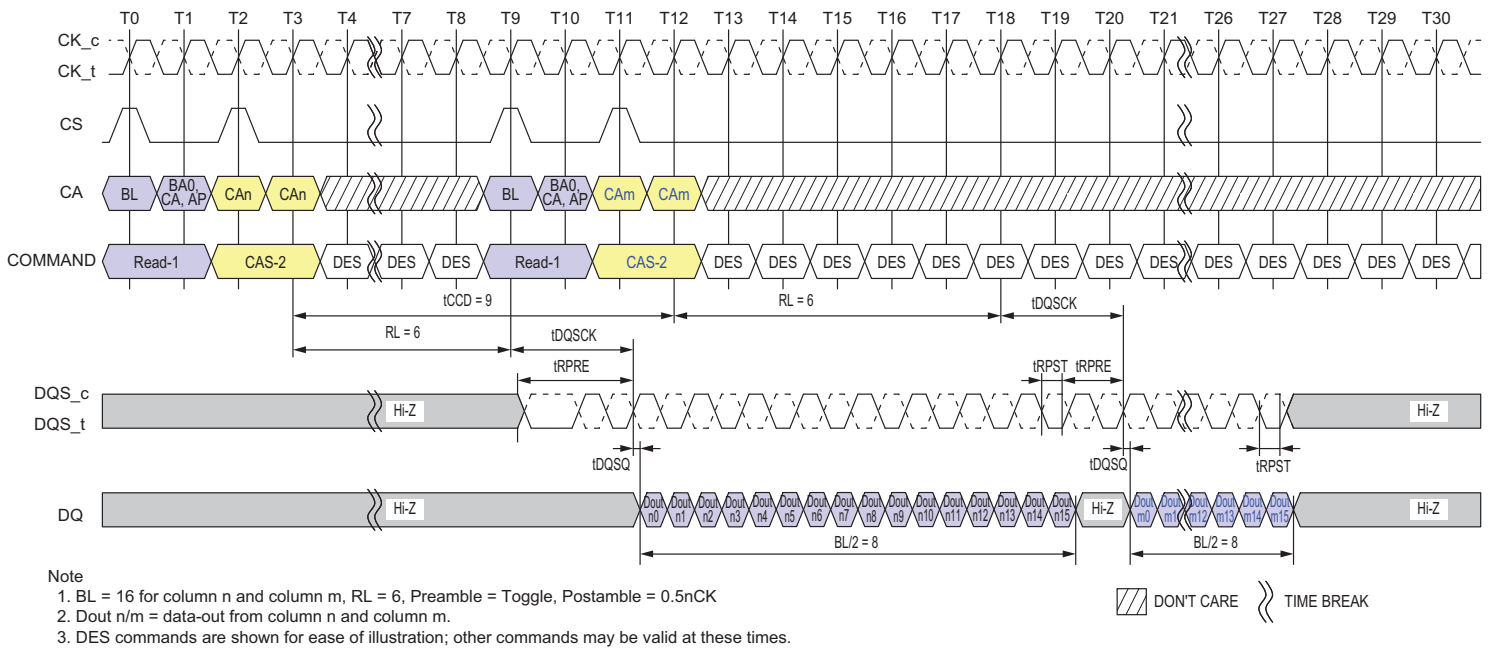 T0 T1 T2 T3 T4 T7 T8 T9 T10 T11 T12 T13 T14 T15 T16 T17 T18 T19 T20 T21 T26 T27 T28 T29 T30
CK_c
CK_t
CS
CA BL BA0, CA, AP CAn CAn BL BA0, CA, AP CAm CAm
COMMAND Read-1 CAS-2 DES DES DES Read-1 CAS-2 DES DES DES DES DES DES DES DES DES DES DES DES DES DES
tCCD = 9 RL = 6 tDQSCK
RL = 6 tDQSCK
tRPRE tRPST tRPRE
DQS_c
DQS_t
Hi-Z Hi-Z
tDQSQ tDQSQ tRPST
DQ Hi-Z Dout n0 Dout n1 Dout n2 Dout n3 Dout n4 Dout n5 Dout n6 Dout n7 Dout n8 Dout n9 Dout n10 Dout n11 Dout n12 Dout n13 Dout n14 Dout n15 Hi-Z Dout m0 Dout m1 Dout m12 Dout m13 Dout m14 Dout m15 Hi-Z
BL/2 = 8 BL/2 = 8
Note
1. BL = 16 for column n and column m, RL = 6, Preamble = Toggle, Postamble = 0.5nCK
2. Dout n/m = data-out from column n and column m.
3. DES commands are shown for ease of illustration; other commands may be valid at these times.
DON'T CARE TIME BREAK